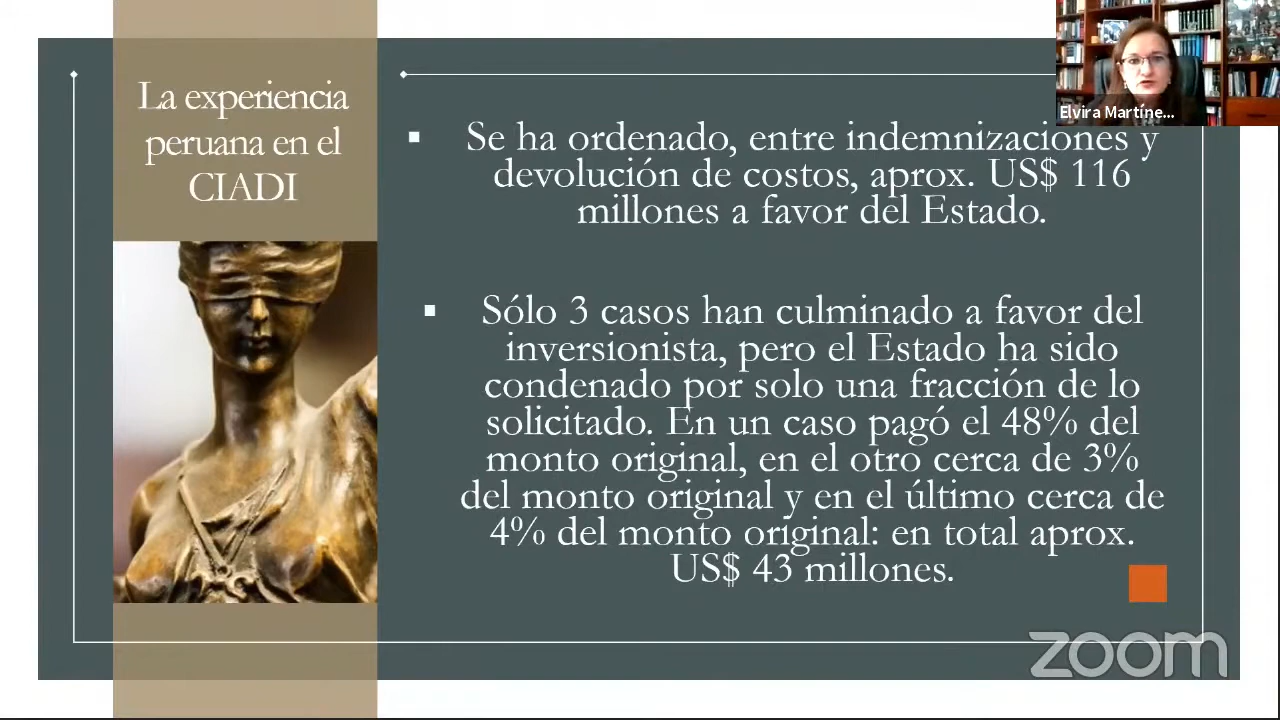 La experiencia
peruana en el
CIADI
Elvira Martíne...
▪ Se ha ordenado, entre indemnizaciones y
devolución de costos, aprox. US$ 116
millones a favor del Estado.
▪ Sólo 3 casos han culminado a favor del
inversionista, pero el Estado ha sido
condenado por solo una fracción de lo
solicitado. En un caso pagó el 48% del
monto original, en el otro cerca de 3%
del monto original y en el último cerca de
4% del monto original: en total aprox.
US$ 43 millones.
zoom